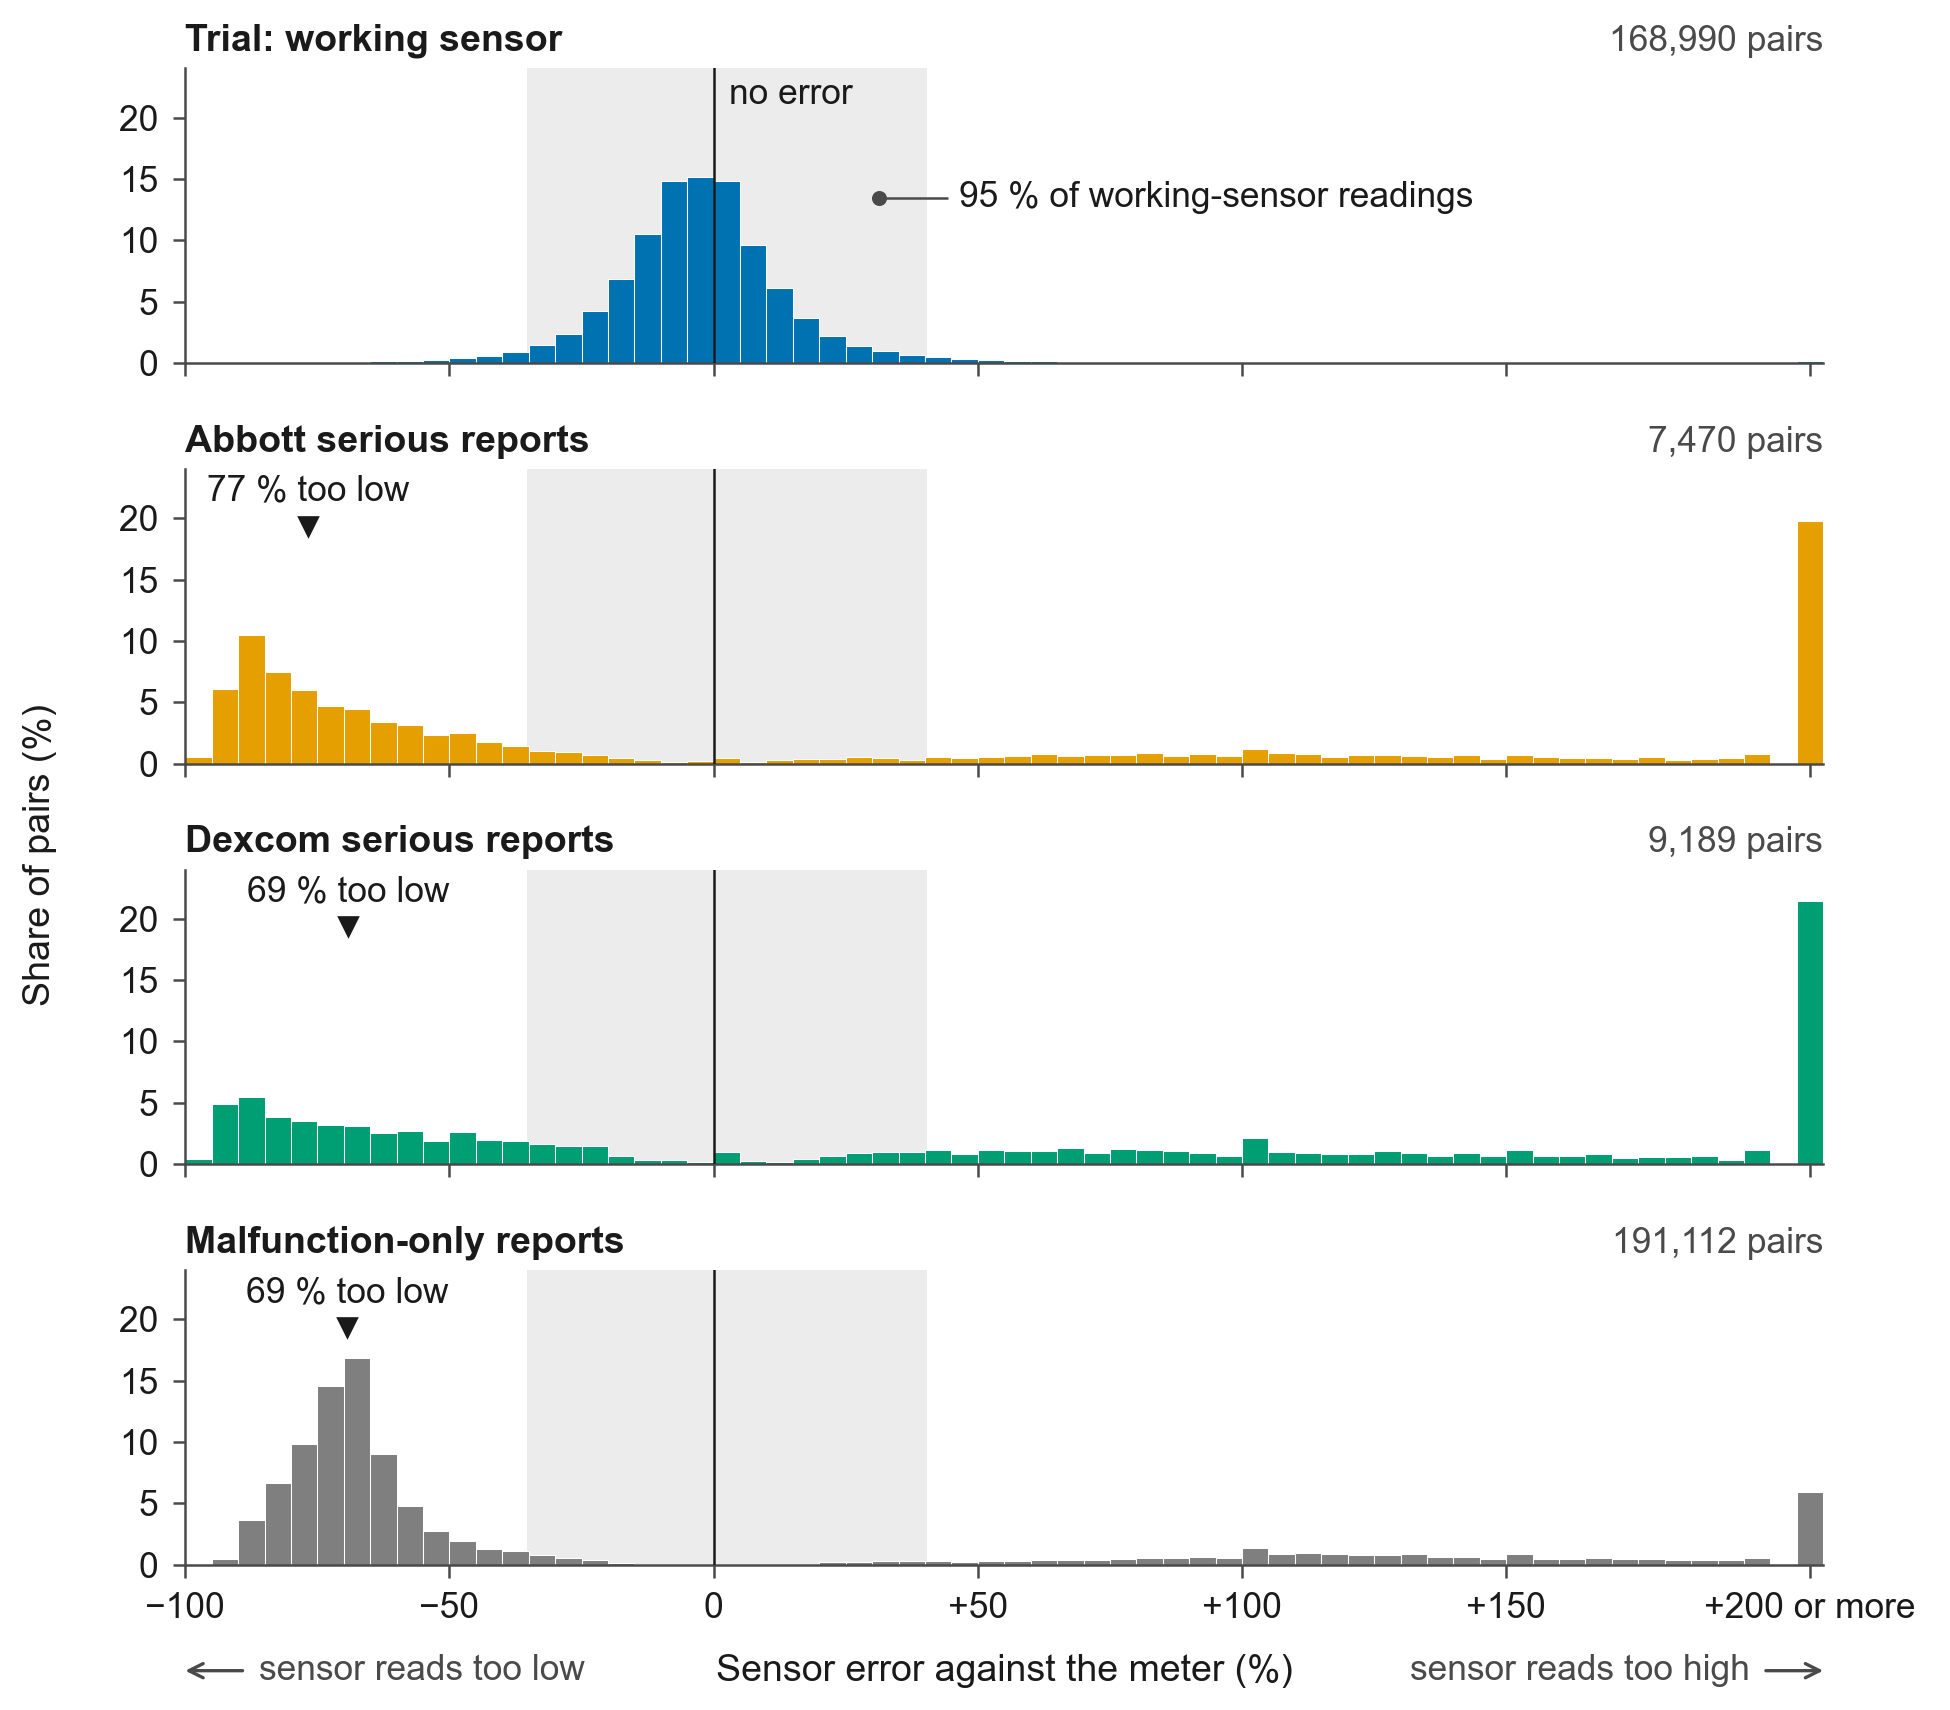 Trial: working sensor
168,990 pairs
no error
20
15
95 % of working-sensor readings
10
5
0
Abbott serious reports
7,470 pairs
77 % too low
20
15
10
5
0
Dexcom serious reports
9,189 pairs
69 % too low
20
15
10
5
0
Share of pairs (%)
Malfunction-only reports
191,112 pairs
69 % too low
20
15
10
5
0
−100
−50
0
+50
+100
+150
+200 or more
sensor reads too low
Sensor error against the meter (%)
sensor reads too high